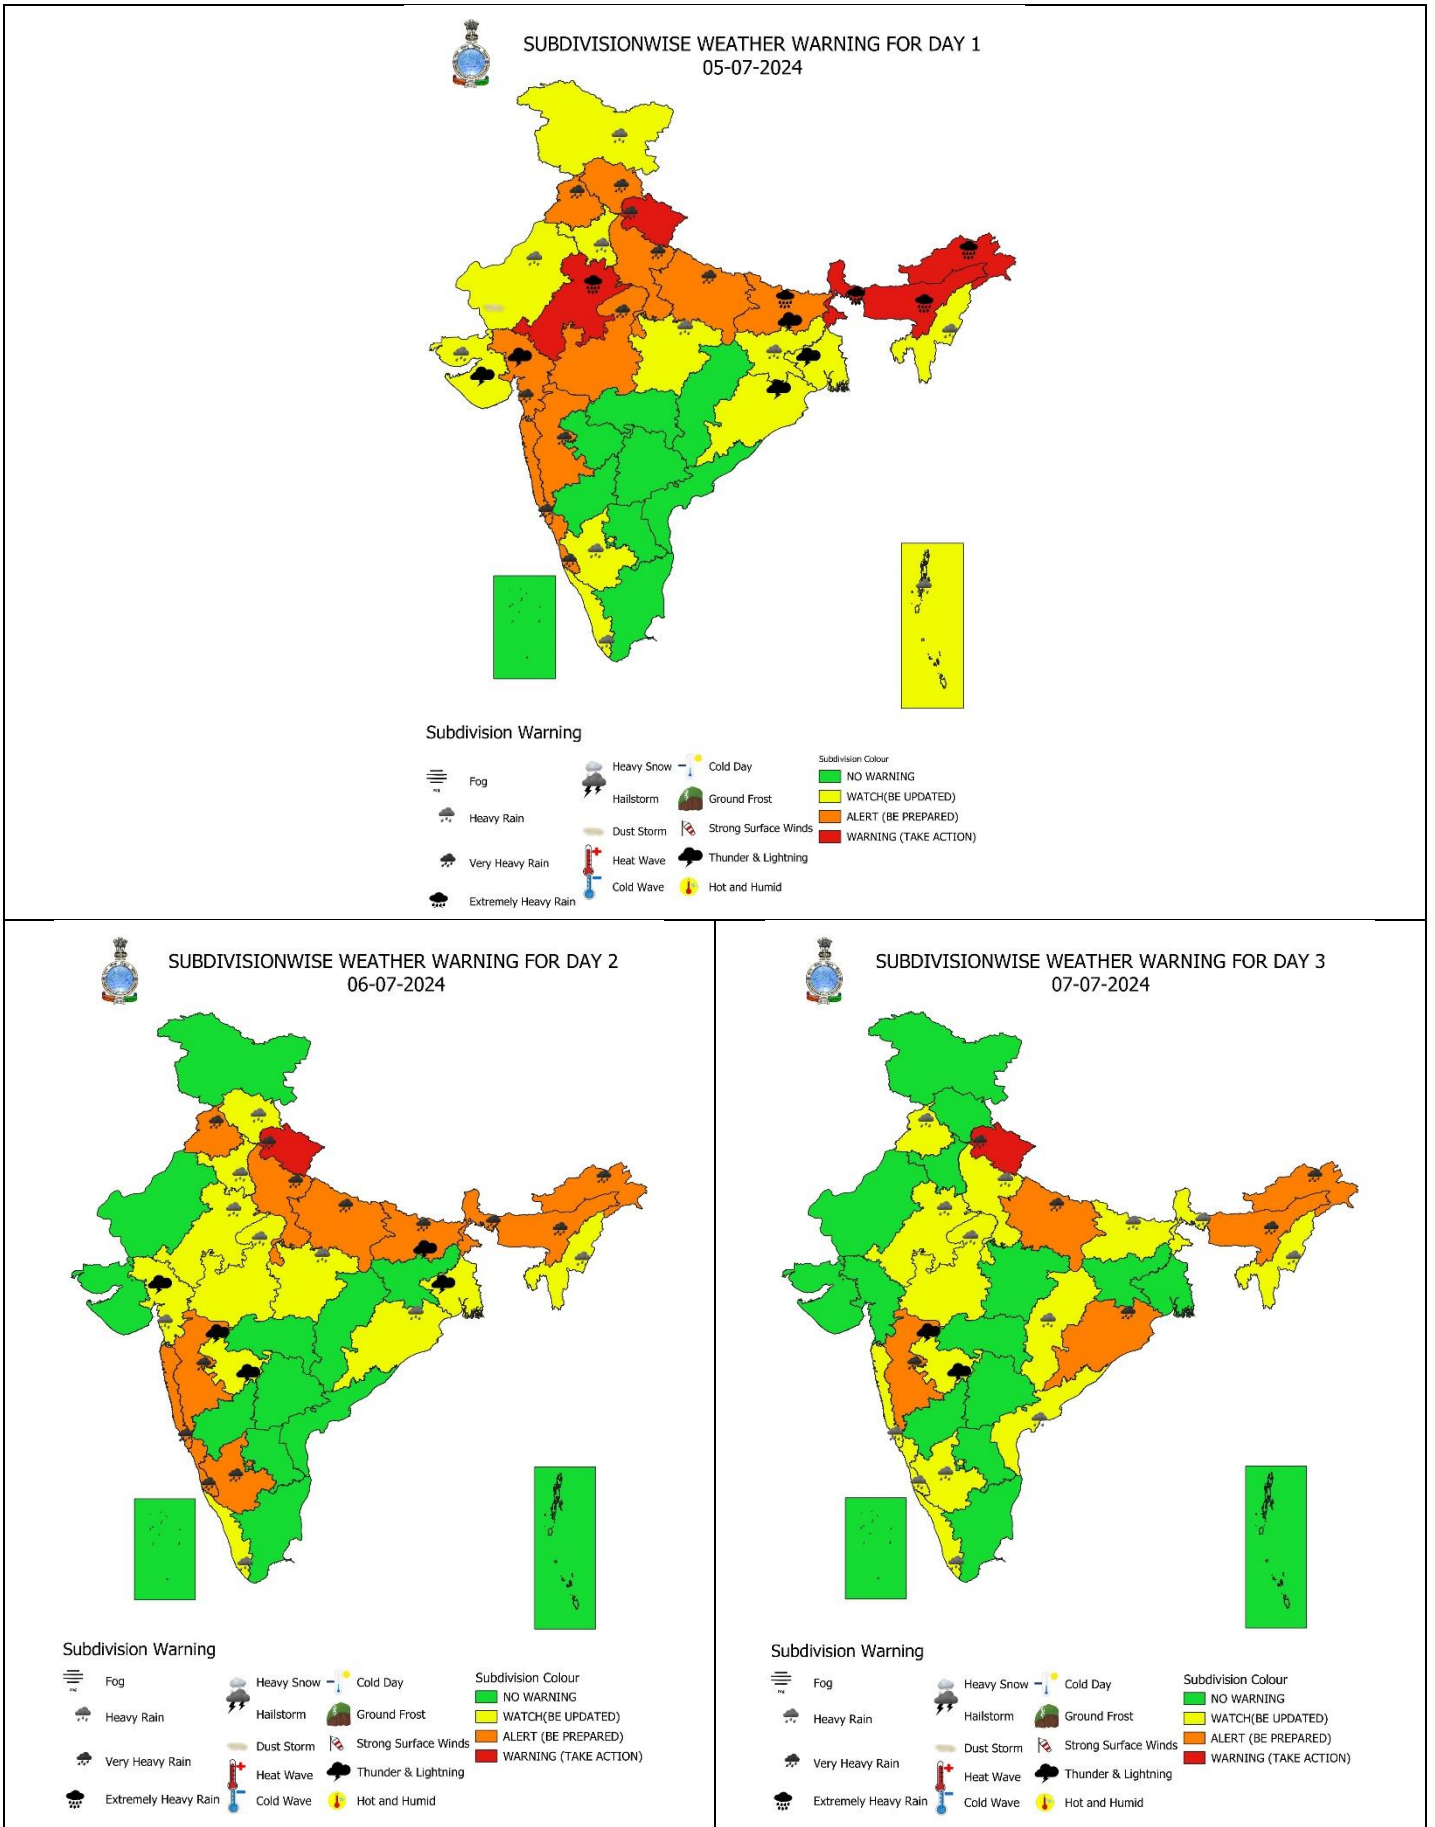 SUBDIVISIONWISE WEATHER WARNING FOR DAY 1
05-07-2024
Subdivision Warning
Fog
Heavy Rain
Very Heavy Rain
Extremely Heavy Rain
Heavy Snow
Hailstorm
Dust Storm
Heat Wave
Cold Wave
Cold Day
Ground Frost
Strong Surface Winds
Thunder & Lightning
Hot and Humid
Subdivision Colour
NO WARNING
WATCH(BE UPDATED)
ALERT (BE PREPARED)
WARNING (TAKE ACTION)
SUBDIVISIONWISE WEATHER WARNING FOR DAY 2
06-07-2024
Subdivision Warning
Fog
Heavy Rain
Very Heavy Rain
Extremely Heavy Rain
Heavy Snow
Hailstorm
Dust Storm
Heat Wave
Cold Wave
Cold Day
Ground Frost
Strong Surface Winds
Thunder & Lightning
Hot and Humid
Subdivision Colour
NO WARNING
WATCH(BE UPDATED)
ALERT (BE PREPARED)
WARNING (TAKE ACTION)
SUBDIVISIONWISE WEATHER WARNING FOR DAY 3
07-07-2024
Subdivision Warning
Fog
Heavy Rain
Very Heavy Rain
Extremely Heavy Rain
Heavy Snow
Hailstorm
Dust Storm
Heat Wave
Cold Wave
Cold Day
Ground Frost
Strong Surface Winds
Thunder & Lightning
Hot and Humid
Subdivision Colour
NO WARNING
WATCH(BE UPDATED)
ALERT (BE PREPARED)
WARNING (TAKE ACTION)